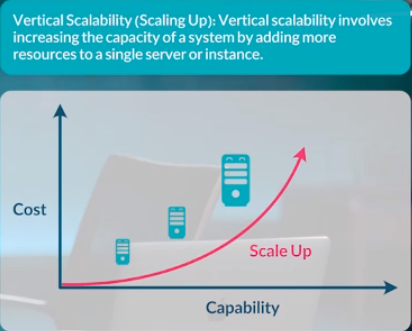 Vertical Scalability (Scaling Up): Vertical scalability involves
increasing the capacity of a system by adding more
resources to a single server or instance.
Cost
Scale Up
Capability